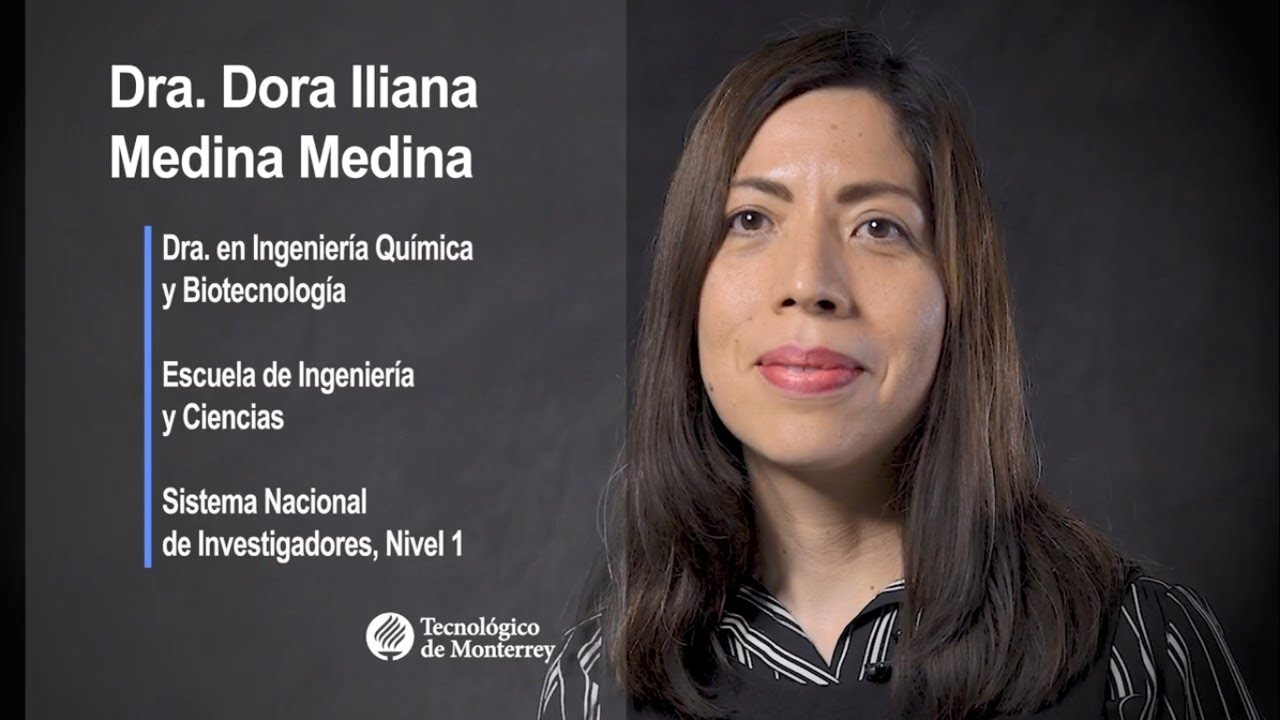 Dra. Dora Iliana
Medina Medina
Dra. en Ingeniería Química
y Biotecnología
Escuela de Ingeniería
y Ciencias
Sistema Nacional
de Investigadores, Nivel 1
Tecnológico
de Monterrey